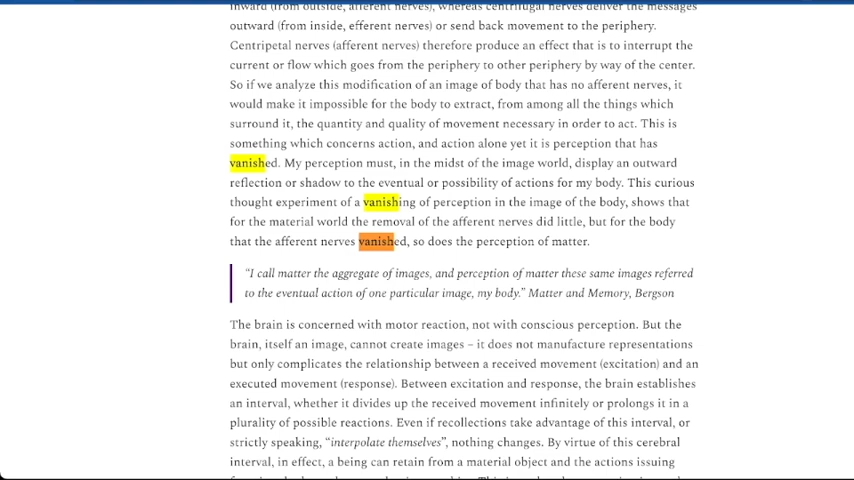 inward (from outside, afferent nerves), whereas centrifugal nerves deliver the messages
outward (from inside, efferent nerves) or send back movement to the periphery.
Centripetal nerves (afferent nerves) therefore produce an effect that is to interrupt the
current or flow which goes from the periphery to other periphery by way of the center.
So if we analyze this modification of an image of body that has no afferent nerves, it
would make it impossible for the body to extract, from among all the things which
surround it, the quantity and quality of movement necessary in order to act. This is
something which concerns action, and action alone yet it is perception that has
vanished. My perception must, in the midst of the image world, display an outward
reflection or shadow to the eventual or possibility of actions for my body. This curious
thought experiment of a vanishing of perception in the image of the body, shows that
for the material world the removal of the afferent nerves did little, but for the body
that the afferent nerves vanished, so does the perception of matter.
“I call matter the aggregate of images, and perception of matter these same images referred
to the eventual action of one particular image, my body.” Matter and Memory, Bergson
The brain is concerned with motor reaction, not with conscious perception. But the
brain, itself an image, cannot create images – it does not manufacture representations
but only complicates the relationship between a received movement (excitation) and an
executed movement (response). Between excitation and response, the brain establishes
an interval, whether it divides up the received movement infinitely or prolongs it in a
plurality of possible reactions. Even if recollections take advantage of this interval, or
strictly speaking, “interpolate themselves”, nothing changes. By virtue of this cerebral
interval, in effect, a being can retain from a material object and the actions issuing